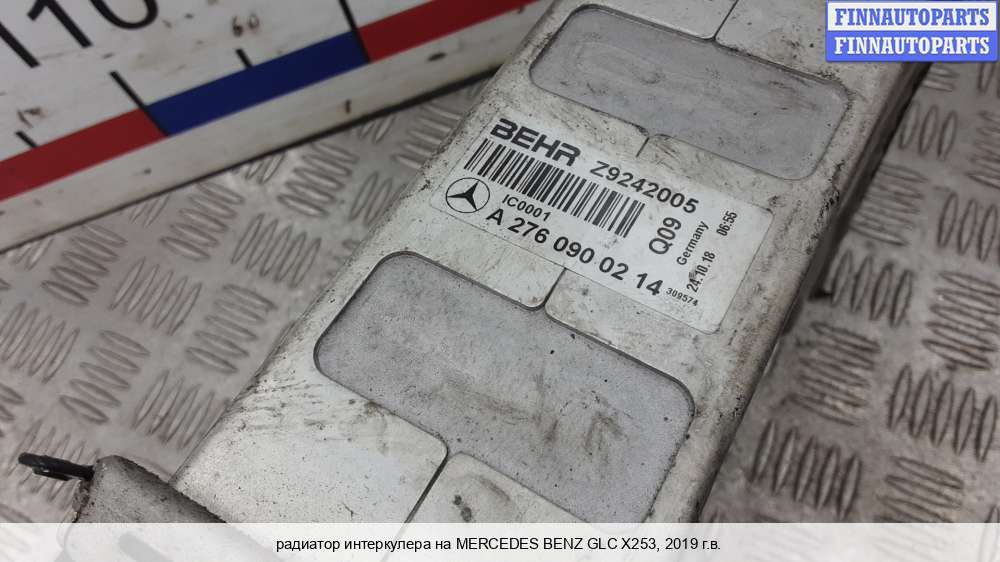 FINNAUTOPARTS
FINNAUTOPARTS
110
BEHR Z9242005
IC0001
A 276 090 02 14
Q09
Germany
24.10.18 06:55
309574
радиатор интеркулера на MERCEDES BENZ GLC X253, 2019 г.в.